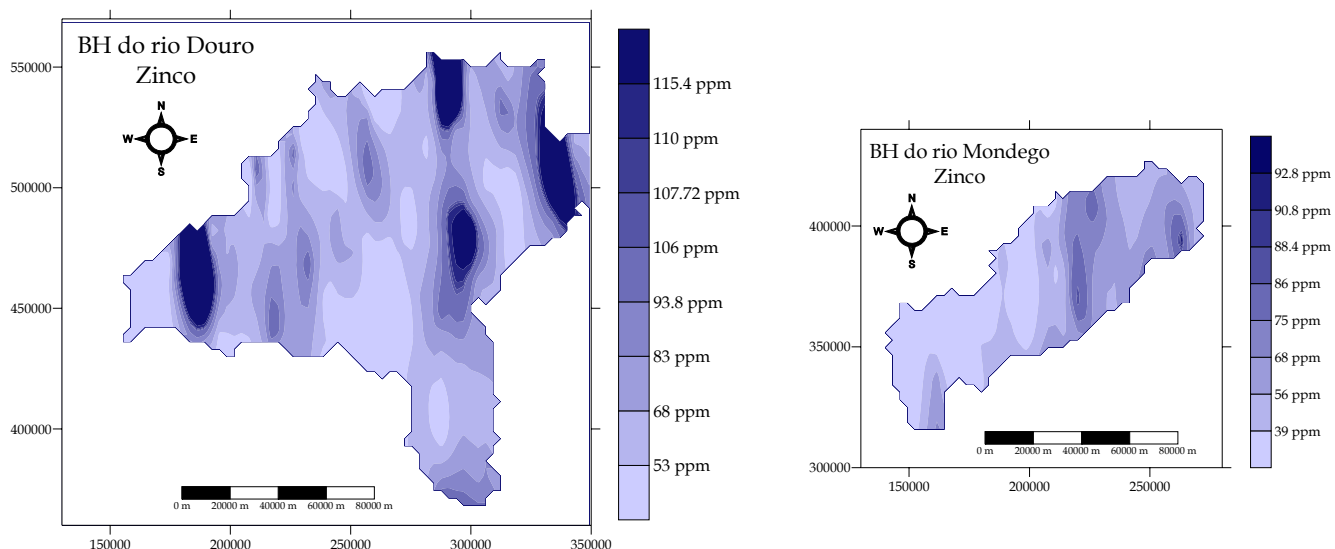 BH do rio Douro
Zinco
N
W E
S
550000
500000
450000
400000
150000 200000 250000 300000 350000
0 m 20000 m 40000 m 60000 m 80000 m
115.4 ppm
110 ppm
107.72 ppm
106 ppm
93.8 ppm
83 ppm
68 ppm
53 ppm
BH do rio Mondego
Zinco
N
W E
S
400000
350000
300000
150000 200000 250000
0 m 20000 m 40000 m 60000 m 80000 m
92.8 ppm
90.8 ppm
88.4 ppm
86 ppm
75 ppm
68 ppm
56 ppm
39 ppm